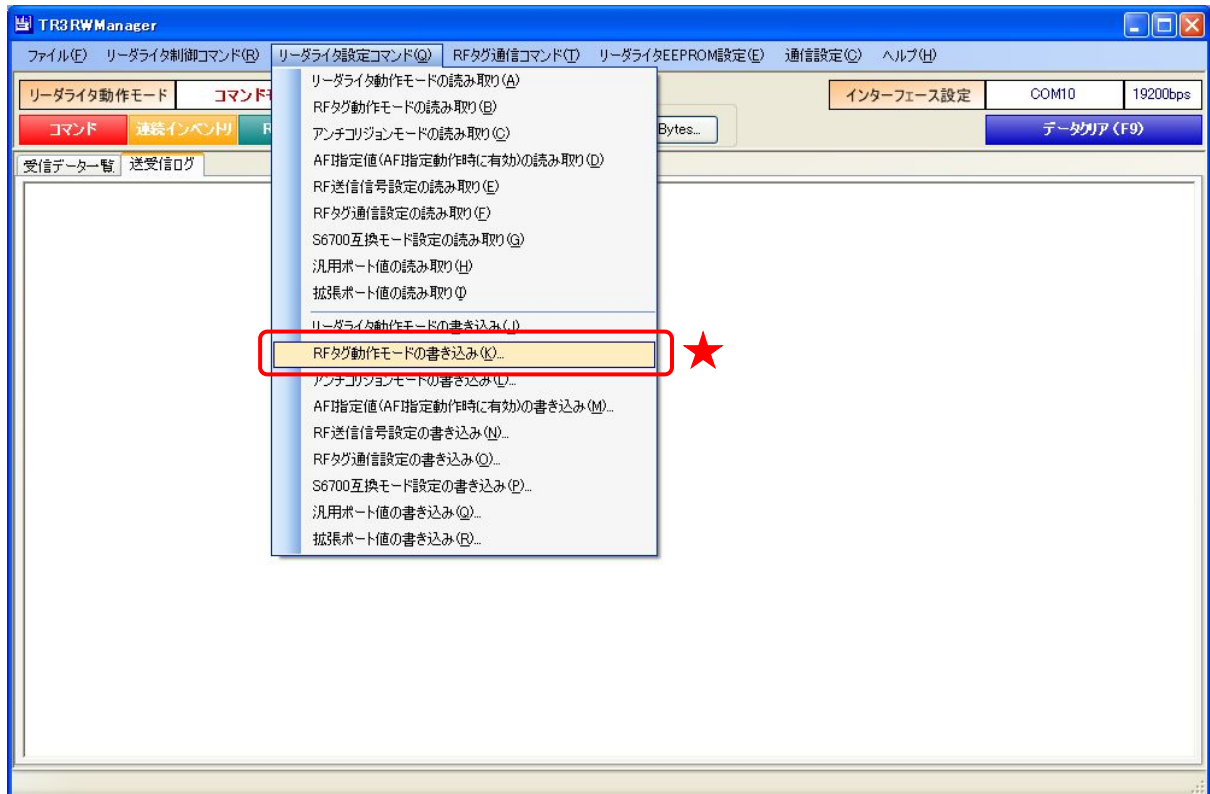 TR3RWManager
ファイル(F) リーダライタ制御コマンド(R) リーダライタ設定コマンド(Q) RFタグ通信コマンド(T) リーダライタEEPROM設定(E) 通信設定(C) ヘルプ(H)
リーダライタ動作モード コマンドモ インターフェース設定 COM10 19200bps
コマンド 連続インベントリ R Bytes... データクリア(F9)
受信データ一覧 送受信ログ
リーダライタ動作モードの読み取り(A)
RFタグ動作モードの読み取り(B)
アンチコリジョンモードの読み取り(C)
AFI指定値(AFI指定動作時に有効)の読み取り(D)
RF送信信号設定の読み取り(E)
RFタグ通信設定の読み取り(F)
S6700互換モード設定の読み取り(G)
汎用ポート値の読み取り(H)
拡張ポート値の読み取り(I)
リーダライタ動作モードの書き込み(J)
RFタグ動作モードの書き込み(K)...
アンチコリジョンモードの書き込み(L)...
AFI指定値(AFI指定動作時に有効)の書き込み(M)...
RF送信信号設定の書き込み(N)...
RFタグ通信設定の書き込み(O)...
S6700互換モード設定の書き込み(P)...
汎用ポート値の書き込み(Q)...
拡張ポート値の書き込み(R)...